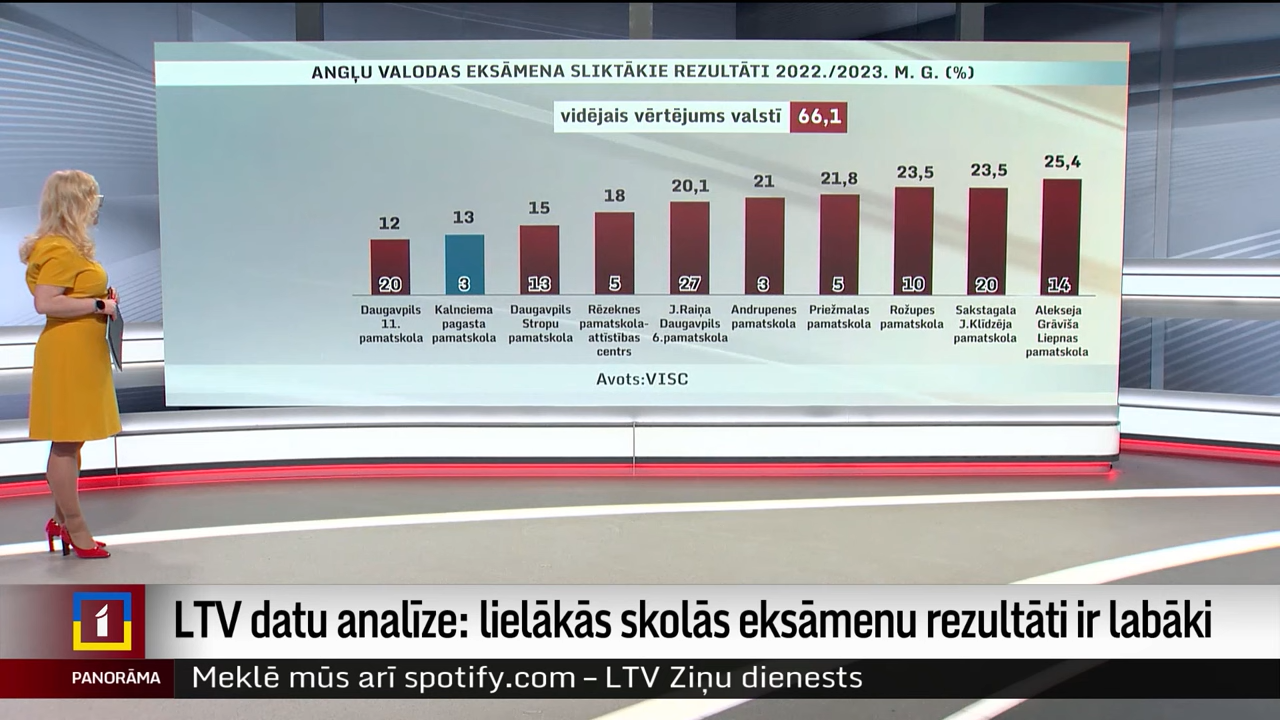 ANGĻU VALODAS EKSĀMENA SLIKTĀKIE REZULTĀTI 2022./2023. M. G. (%)
vidējais vērtējums valstī 66,1
12
13
15
18
20,1
21
21,8
23,5
23,5
25,4
20
3
13
5
27
3
5
10
20
14
Daugavpils
11.
pamatskola
Kalnciema
pagasta
pamatskola
Daugavpils
Stropu
pamatskola
Rēzeknes
pamatskola-
attīstības
centrs
J.Raiņa
Daugavpils
6.pamatskola
Andrupenes
pamatskola
Priežmalas
pamatskola
Rožupes
pamatskola
Sakstagala
J.Klīdzēja
pamatskola
Alekseja
Grāvīša
Liepnas
pamatskola
Avots:VISC
1
LTV datu analīze: lielākās skolās eksāmenu rezultāti ir labāki
PANORĀMA
Meklē mūs arī spotify.com – LTV Ziņu dienests